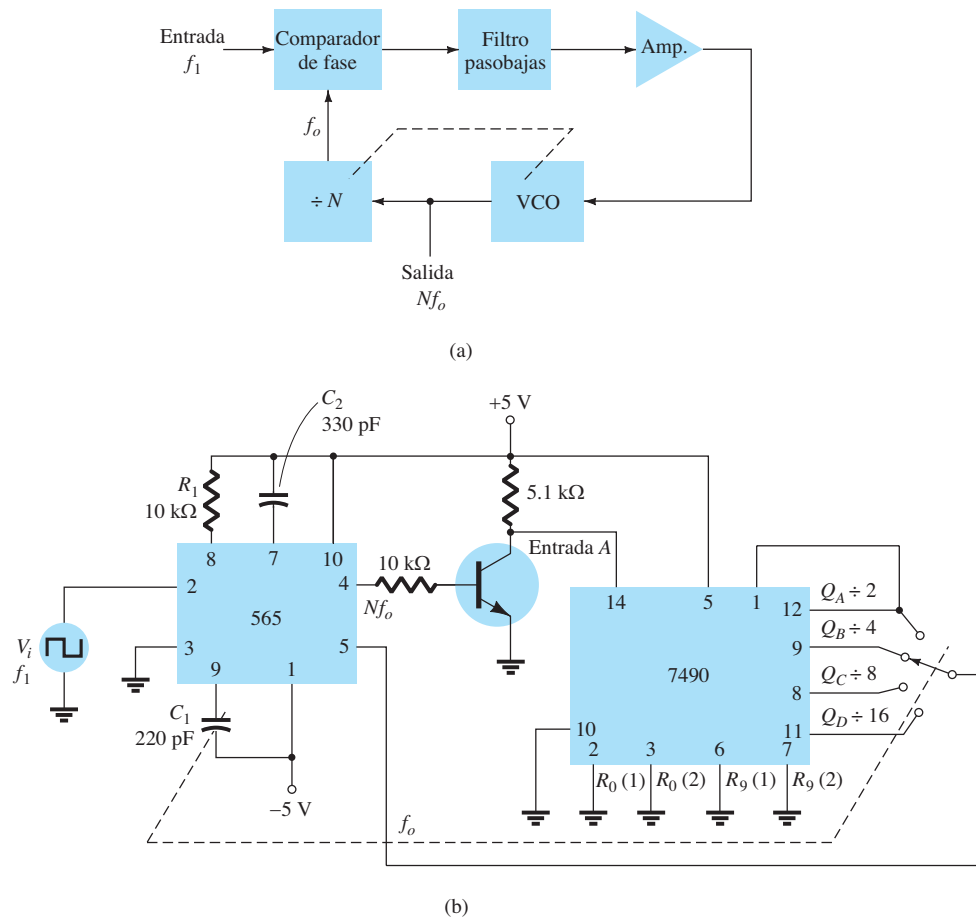 Entrada
f1
Comparador
de fase
Filtro
pasobajas
Amp.
fo
÷ N
VCO
Salida
Nfo
(a)
C2
330 pF
+5 V
R1
10 kΩ
5.1 kΩ
Entrada A
8
7
10
2
4
10 kΩ
Nfo
565
3
5
9
1
Vi
f1
C1
220 pF
−5 V
14
5
1
12
QA ÷ 2
QB ÷ 4
9
7490
8
QC ÷ 8
10
11
QD ÷ 16
2
3
6
7
R0 (1)
R0 (2)
R9 (1)
R9 (2)
fo
(b)